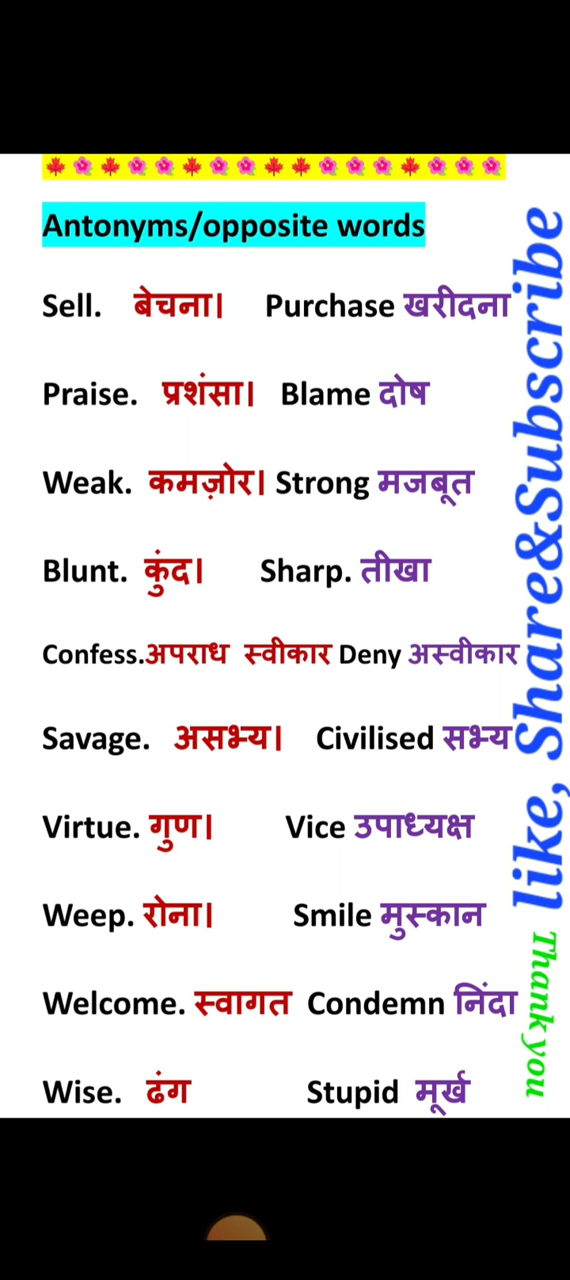 Antonyms/opposite words
Sell. बेचना। Purchase खरीदना
Praise. प्रशंसा। Blame दोष
Weak. कमज़ोर। Strong मजबूत
Blunt. कुंद। Sharp. तीखा
Confess.अपराध स्वीकार Deny अस्वीकार
Savage. असभ्य। Civilised सभ्य
Virtue. गुण। Vice उपाध्यक्ष
Weep. रोना। Smile मुस्कान
Welcome. स्वागत Condemn निंदा
Wise. ढंग Stupid मूर्ख
like, Share&Subscribe
Thank you